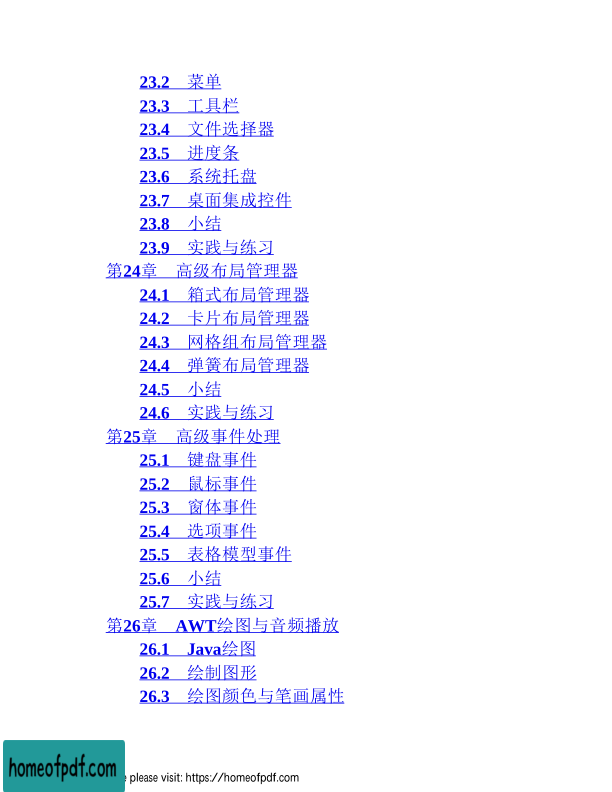 23.2 菜单
23.3 工具栏
23.4 文件选择器
23.5 进度条
23.6 系统托盘
23.7 桌面集成控件
23.8 小结
23.9 实践与练习
第24章 高级布局管理器
24.1 箱式布局管理器
24.2 卡片布局管理器
24.3 网格组布局管理器
24.4 弹簧布局管理器
24.5 小结
24.6 实践与练习
第25章 高级事件处理
25.1 键盘事件
25.2 鼠标事件
25.3 窗体事件
25.4 选项事件
25.5 表格模型事件
25.6 小结
25.7 实践与练习
第26章 AWT绘图与音频播放
26.1 Java绘图
26.2 绘制图形
26.3 绘图颜色与笔画属性
homeofpdf.com
please visit: https://homeofpdf.com